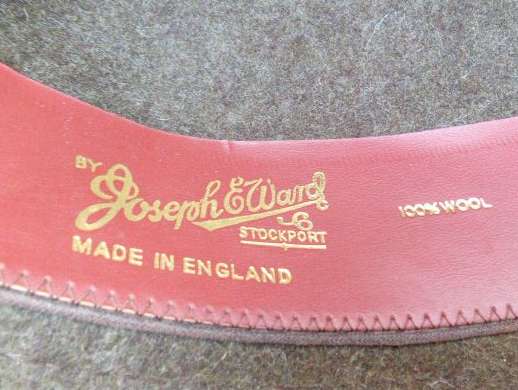 BY
Joseph E Ward
STOCKPORT
MADE IN ENGLAND
100% WOOL